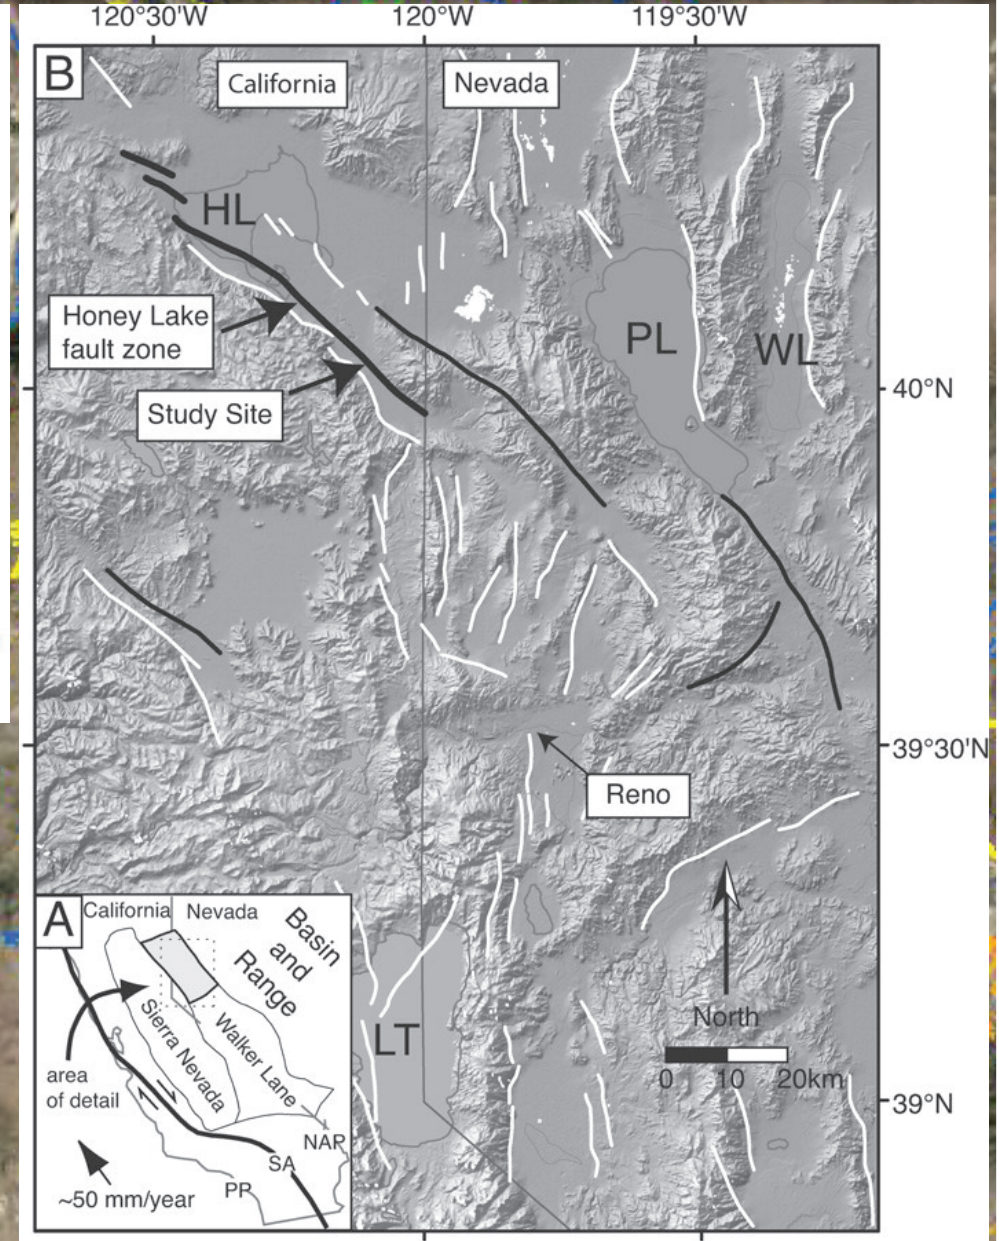 120°30'W
120°0'W
119°30'W
B
California
Nevada
HL
Honey Lake
fault zone
PL
WL
Study Site
40°N
39°30'N
Reno
A
California
Nevada
Basin
and
Range
Sierra Nevada
Walker Lane
LT
North
0 10 20km
area
of detail
39°N
NAP
SA
PP
~50 mm/year